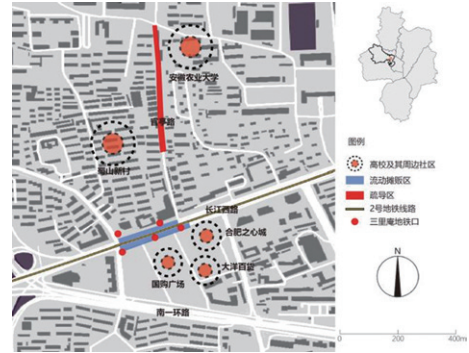 安徽农业大学
长江西路
合肥之心城
大洋百货
国购广场
南一环路
图例
高校及其周边社区
流动摊贩区
疏导区
2号地铁线路
三里庵地铁口
N
0 200 400m